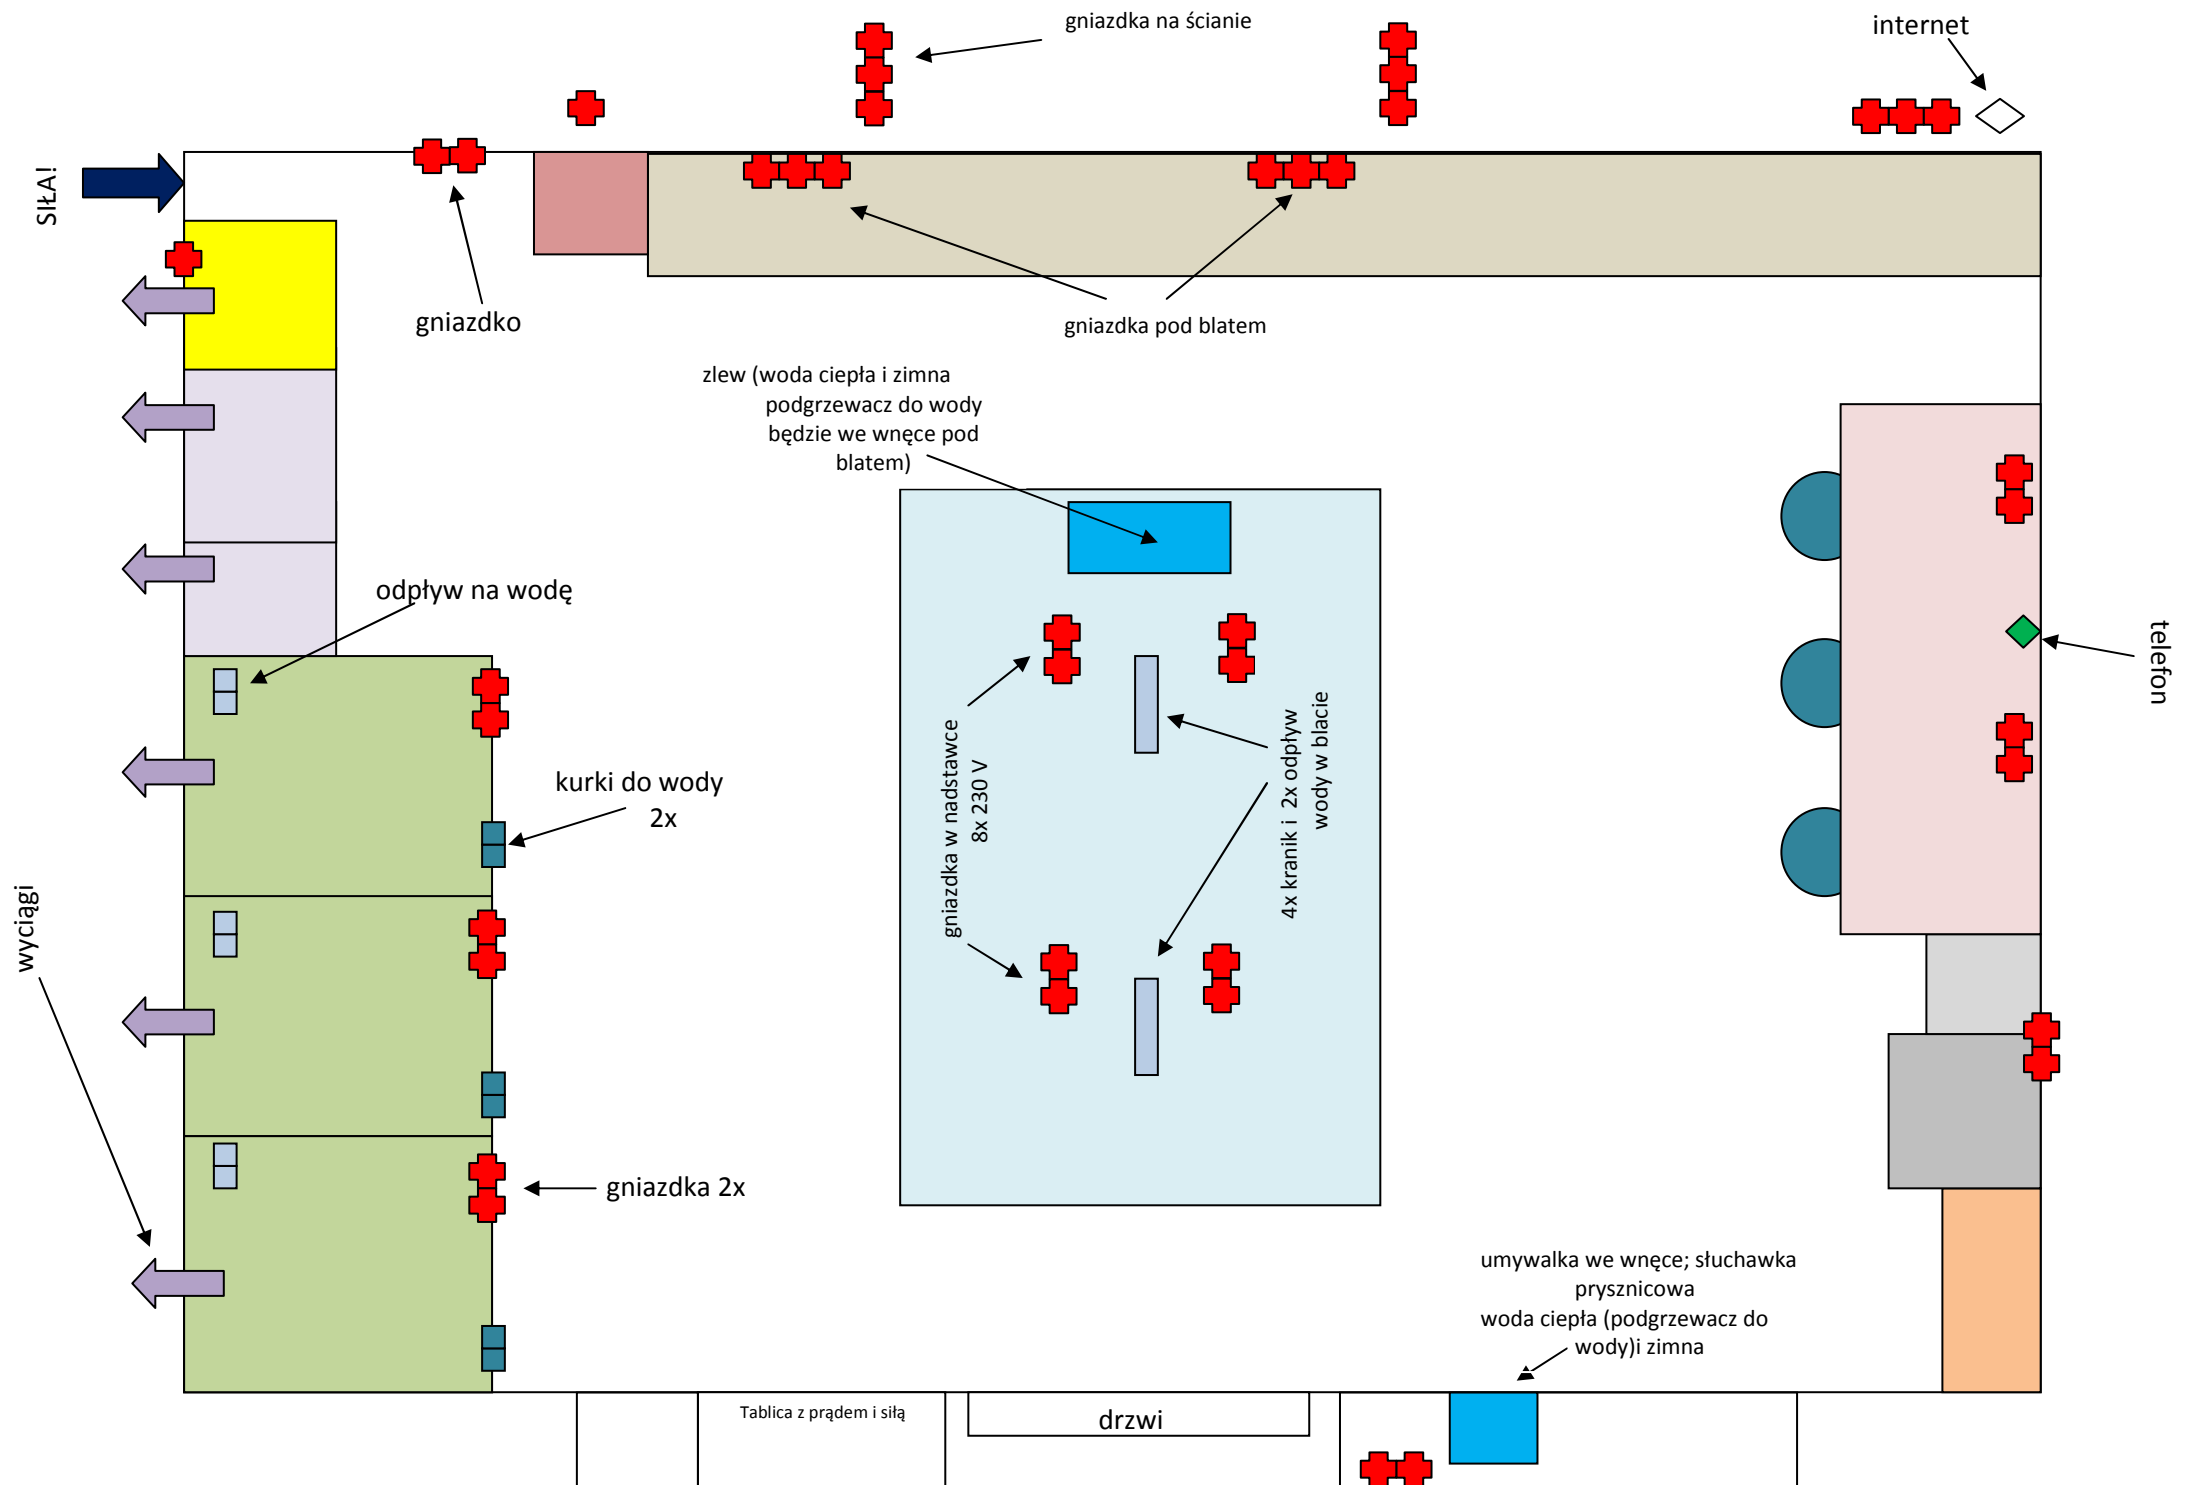 gniazdka na ścianie
internet
SIŁA!
gniazdko
gniazdka pod blatem
zlew (woda ciepła i zimna
podgrzewacz do wody
będzie we wnęce pod
blatem)
odpływ na wodę
telefon
kurki do wody
2x
gniazdka w nadstawce
8x 230 V
4x kranik i 2x odpływ
wody w blacie
wyciągi
gniazdka 2x
umywalka we wnęce; słuchawka
prysznicowa
woda ciepła (podgrzewacz do
wody)i zimna
Tablica z prądem i siłą
drzwi